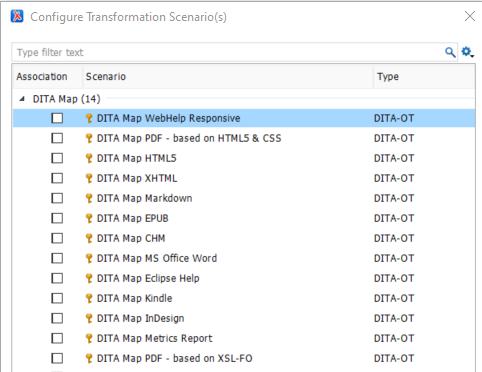 Configure Transformation Scenario(s)
Type filter text
Association Scenario Type
DITA Map (14)
DITA Map WebHelp Responsive DITA-OT
DITA Map PDF - based on HTML5 & CSS DITA-OT
DITA Map HTML5 DITA-OT
DITA Map XHTML DITA-OT
DITA Map Markdown DITA-OT
DITA Map EPUB DITA-OT
DITA Map CHM DITA-OT
DITA Map MS Office Word DITA-OT
DITA Map Eclipse Help DITA-OT
DITA Map Kindle DITA-OT
DITA Map InDesign DITA-OT
DITA Map Metrics Report DITA-OT
DITA Map PDF - based on XSL-FO DITA-OT